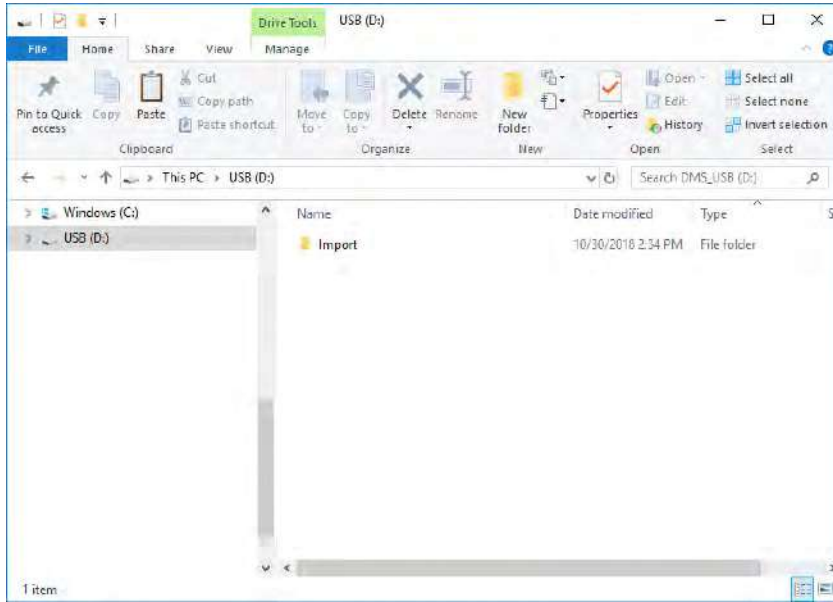 Drive Tools USB (D:)
File Home Share View Manage
Pin to Quick access
Copy
Paste
Cut
Copy path
Paste shortcut
Clipboard
Move to
Copy to
Delete
Rename
Organize
New folder
New
Properties
Open
Edit
History
Open
Select all
Select none
Invert selection
Select
This PC > USB (D:)
Search DMS_USB (D:)
Windows (C:)
USB (D:)
Name Date modified Type S
Import 10/30/2018 2:34 PM File folder
1 item